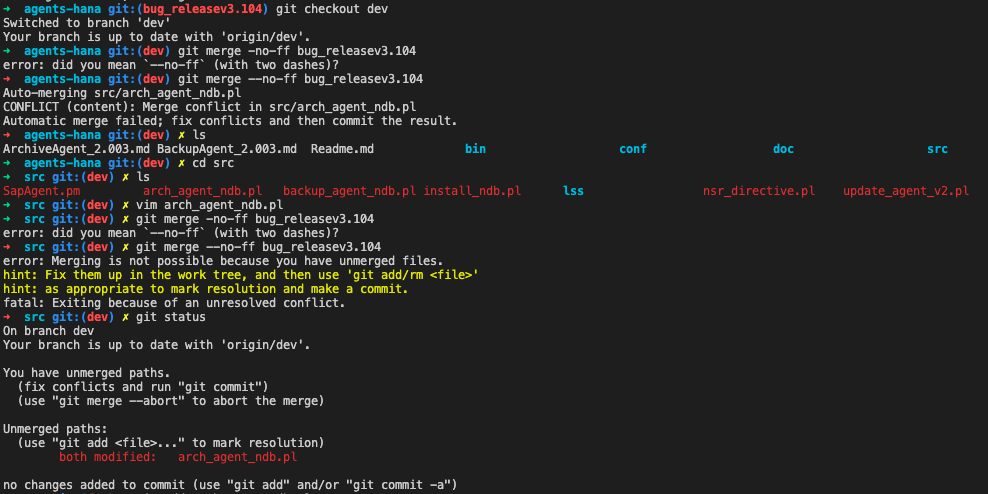 ➜ agents-hana git:(bug_releasev3.104) git checkout dev
Switched to branch 'dev'
Your branch is up to date with 'origin/dev'.
➜ agents-hana git:(dev) git merge -no-ff bug_releasev3.104
error: did you mean `--no-ff` (with two dashes)?
➜ agents-hana git:(dev) git merge --no-ff bug_releasev3.104
Auto-merging src/arch_agent_ndb.pl
CONFLICT (content): Merge conflict in src/arch_agent_ndb.pl
Automatic merge failed; fix conflicts and then commit the result.
➜ agents-hana git:(dev) ✗ ls
ArchiveAgent_2.003.md BackupAgent_2.003.md Readme.md bin conf doc src
➜ agents-hana git:(dev) ✗ cd src
➜ src git:(dev) ✗ ls
SapAgent.pm arch_agent_ndb.pl backup_agent_ndb.pl install_ndb.pl lss nsr_directive.pl update_agent_v2.pl
➜ src git:(dev) ✗ vim arch_agent_ndb.pl
➜ src git:(dev) ✗ git merge -no-ff bug_releasev3.104
error: did you mean `--no-ff` (with two dashes)?
➜ src git:(dev) ✗ git merge --no-ff bug_releasev3.104
error: Merging is not possible because you have unmerged files.
hint: Fix them up in the work tree, and then use 'git add/rm <file>'
hint: as appropriate to mark resolution and make a commit.
fatal: Exiting because of an unresolved conflict.
➜ src git:(dev) ✗ git status
On branch dev
Your branch is up to date with 'origin/dev'.
You have unmerged paths.
(fix conflicts and run "git commit")
(use "git merge --abort" to abort the merge)
Unmerged paths:
(use "git add <file>..." to mark resolution)
both modified: arch_agent_ndb.pl
no changes added to commit (use "git add" and/or "git commit -a")